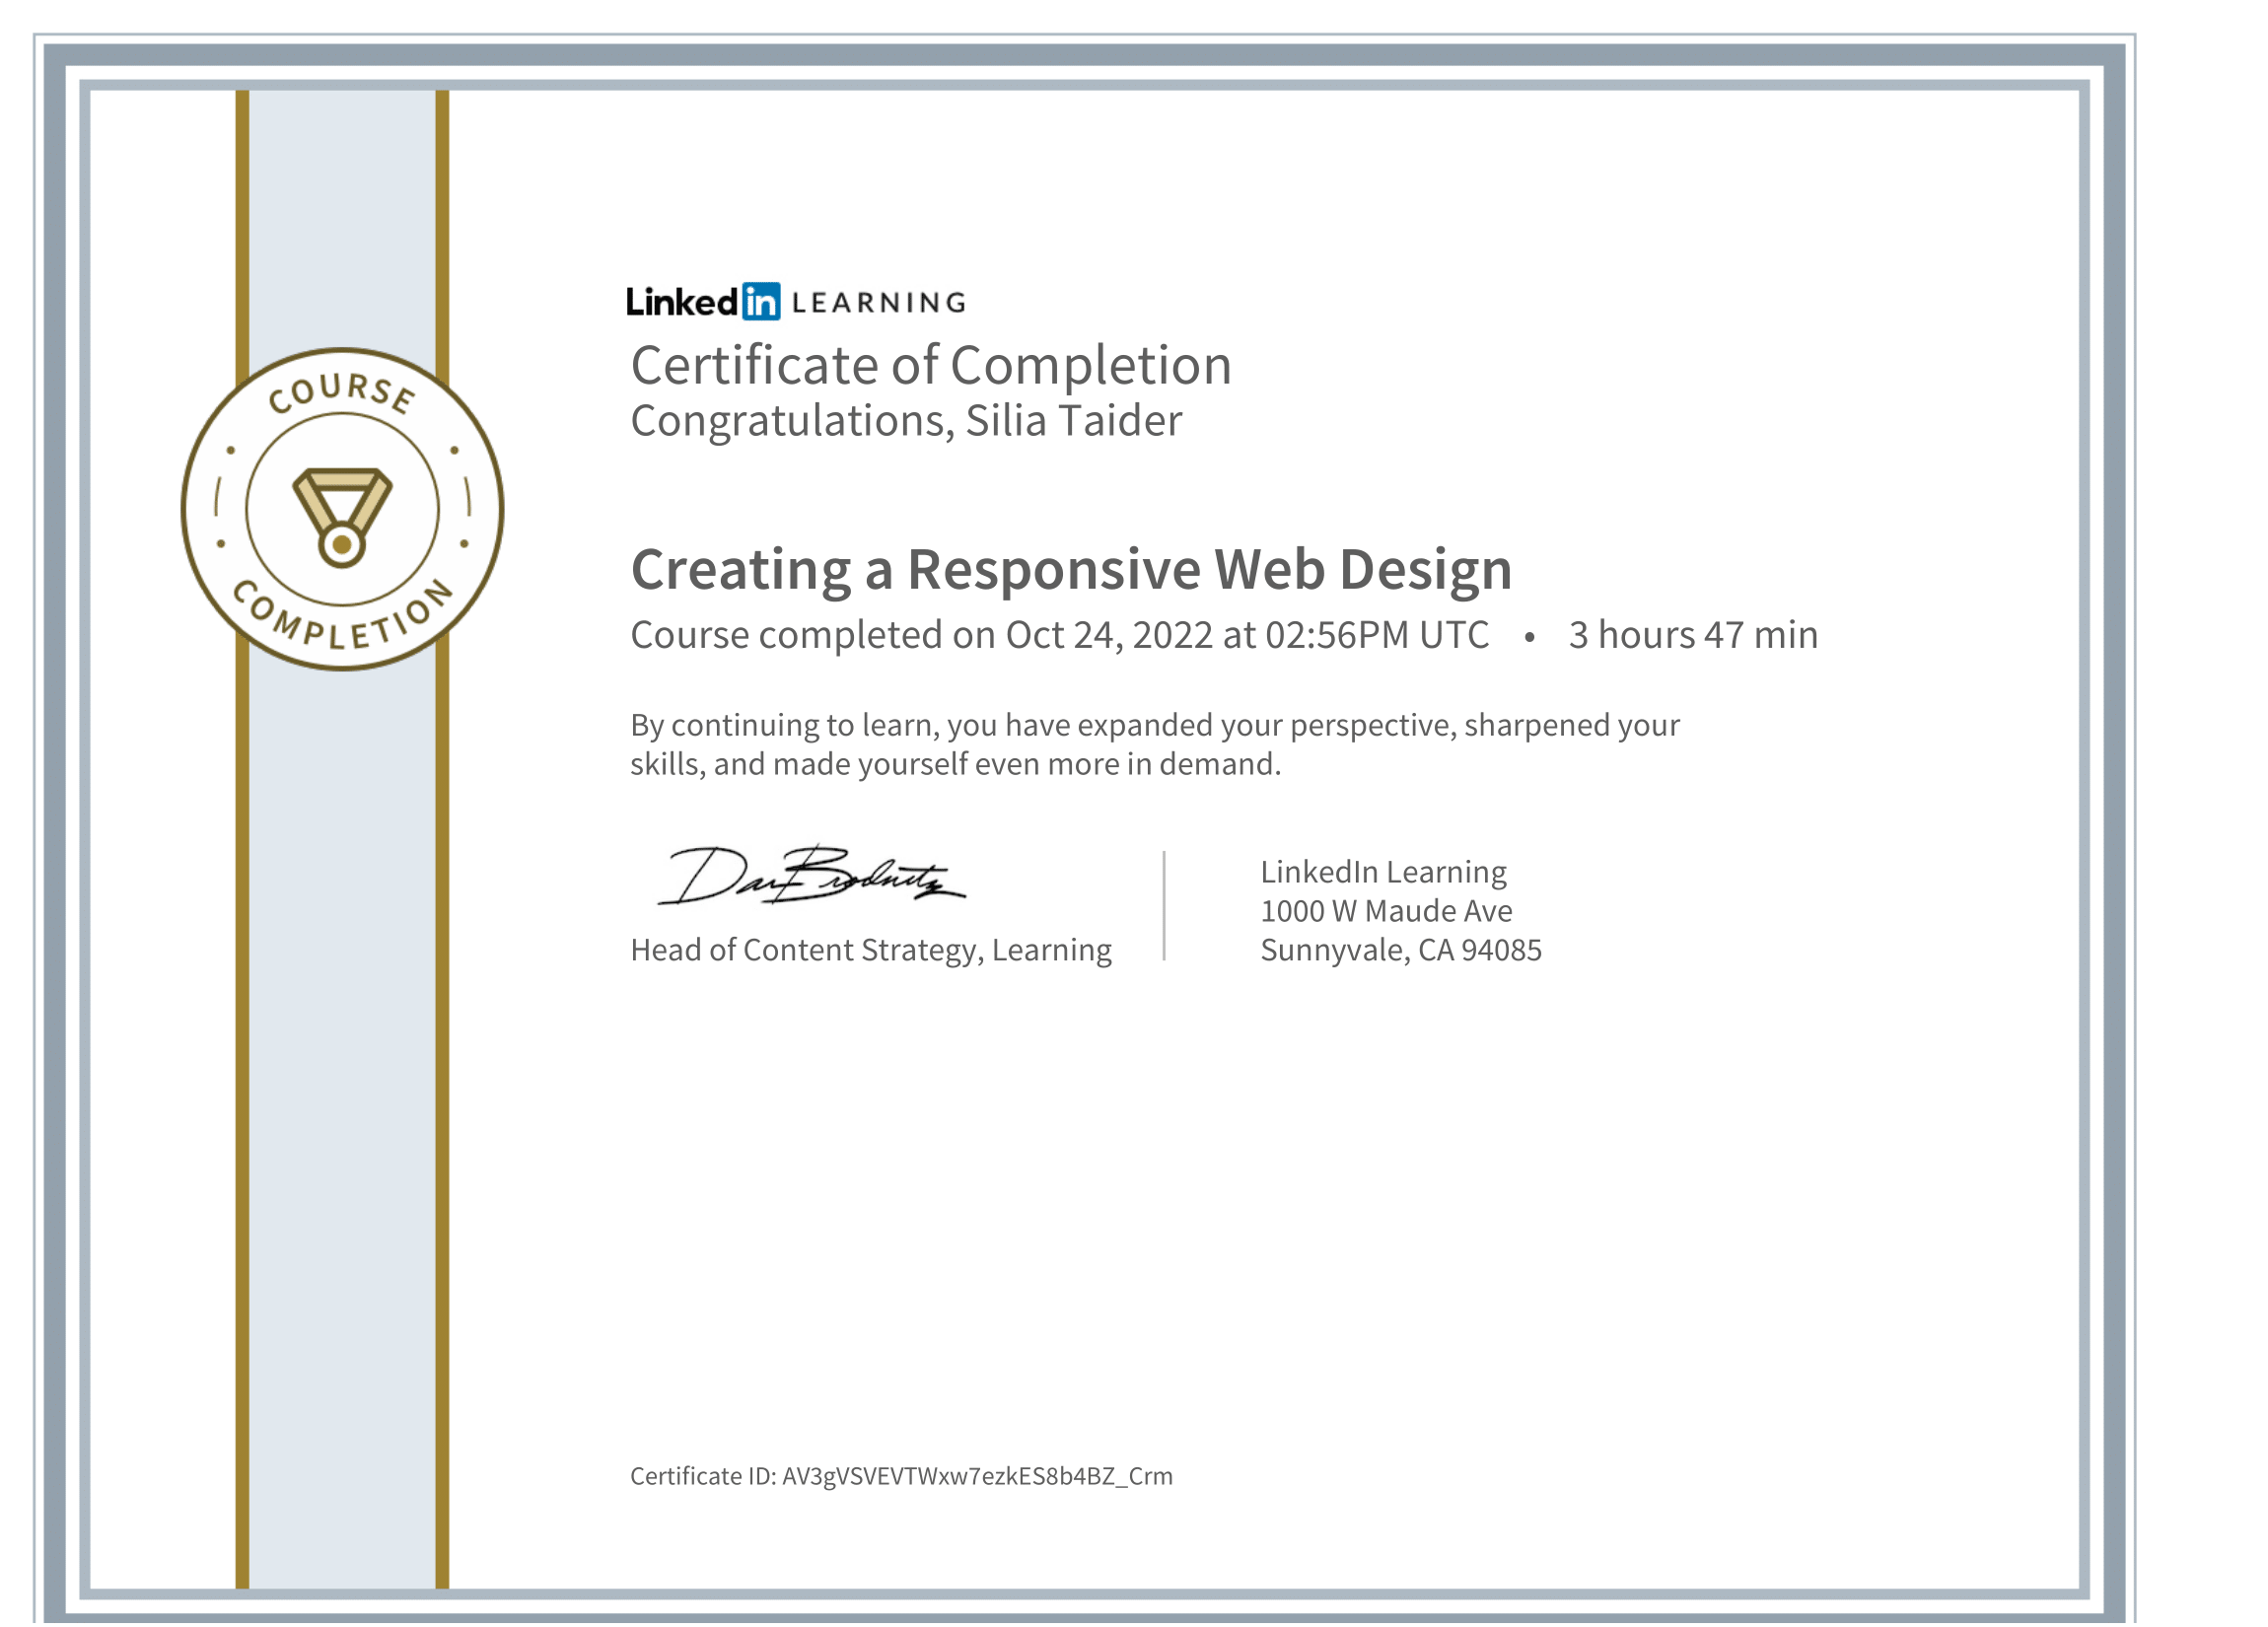 COURSE
COMPLETION
Linked in LEARNING
Certificate of Completion
Congratulations, Silia Taider
Creating a Responsive Web Design
Course completed on Oct 24, 2022 at 02:56PM UTC • 3 hours 47 min
By continuing to learn, you have expanded your perspective, sharpened your
skills, and made yourself even more in demand.
Dan Brodnitz
Head of Content Strategy, Learning
LinkedIn Learning
1000 W Maude Ave
Sunnyvale, CA 94085
Certificate ID: AV3gVSVEVTWxw7ezkES8b4BZ_Crm